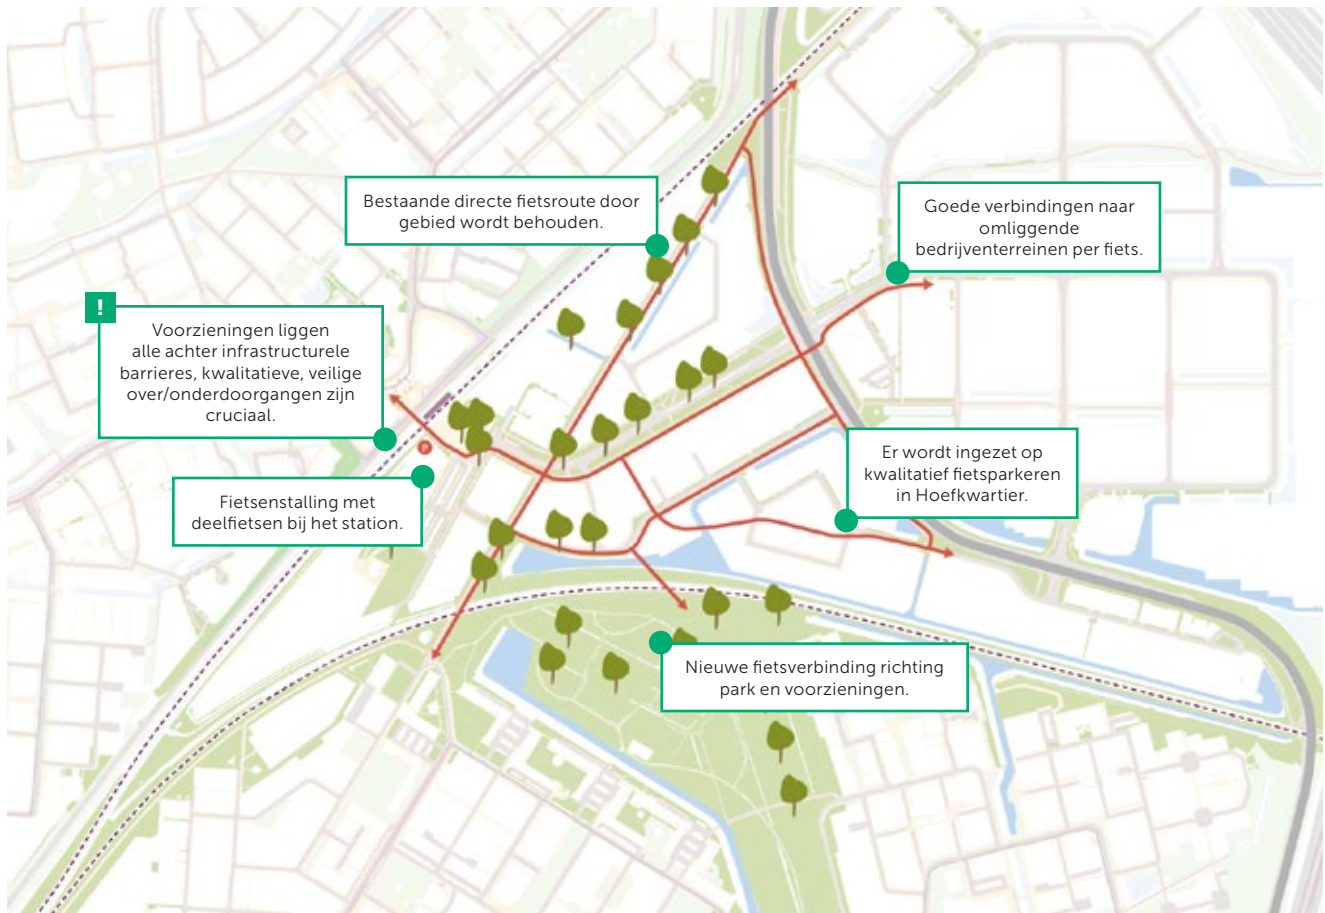 Bestaande directe fietsroute door
gebied wordt behouden.
Goede verbindingen naar
omliggende
bedrijventerreinen per fiets.
!
Voorzieningen liggen
alle achter infrastructurele
barrieres, kwalitatieve, veilige
over/onderdoorgangen zijn
cruciaal.
P
Er wordt ingezet op
kwalitatief fietsparkeren
in Hoefkwartier.
Fietsenstalling met
deelfietsen bij het station.
Nieuwe fietsverbinding richting
park en voorzieningen.